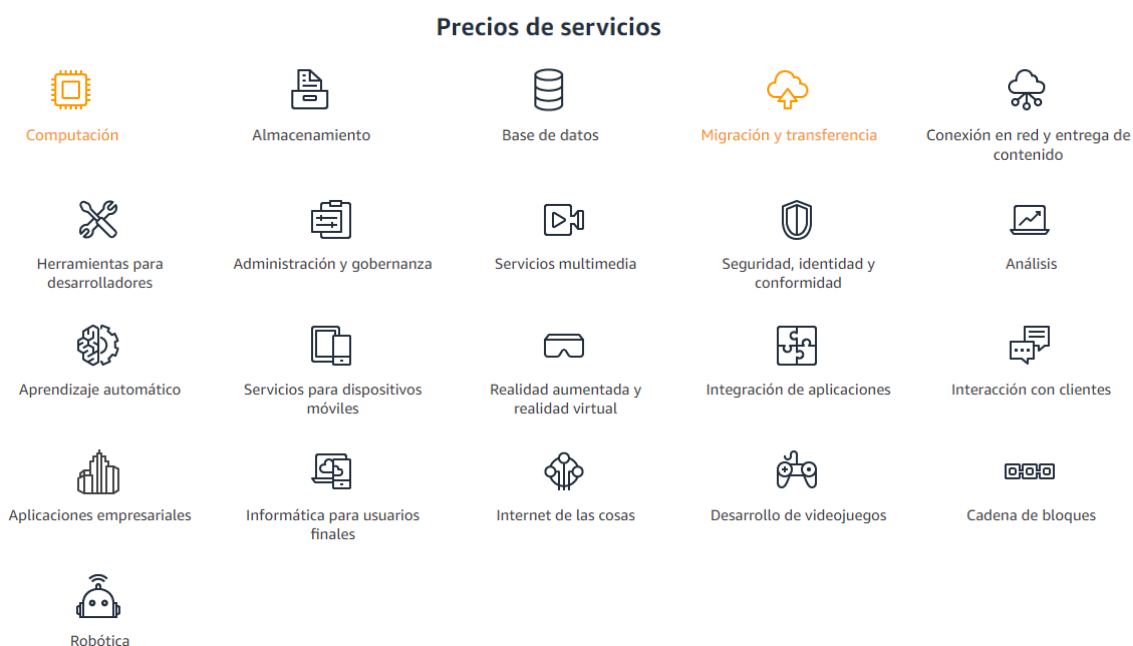 Precios de servicios
Computación
Almacenamiento
Base de datos
Migración y transferencia
Conexión en red y entrega de
contenido
Herramientas para
desarrolladores
Administración y gobernanza
Servicios multimedia
Seguridad, identidad y
conformidad
Análisis
Aprendizaje automático
Servicios para dispositivos
móviles
Realidad aumentada y
realidad virtual
Integración de aplicaciones
Interacción con clientes
Aplicaciones empresariales
Informática para usuarios
finales
Internet de las cosas
Desarrollo de videojuegos
Cadena de bloques
Robótica